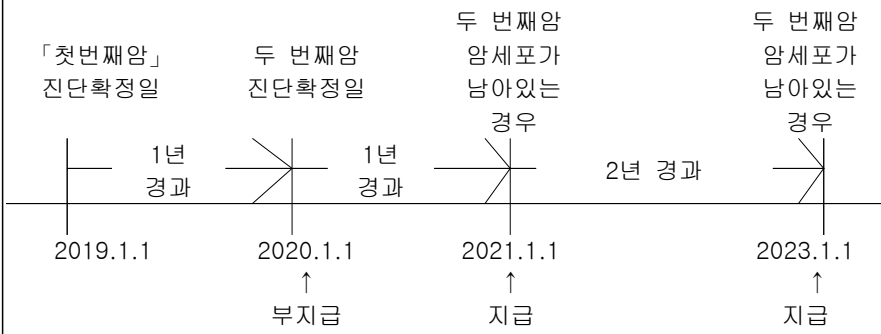 두 번째암
암세포가
남아있는
경우
두 번째암
암세포가
남아있는
경우
「첫번째암」
진단확정일
두 번째암
진단확정일
1년
경과
1년
경과
2년 경과
2019.1.1
2020.1.1
2021.1.1
2023.1.1
↑
↑
↑
부지급
지급
지급